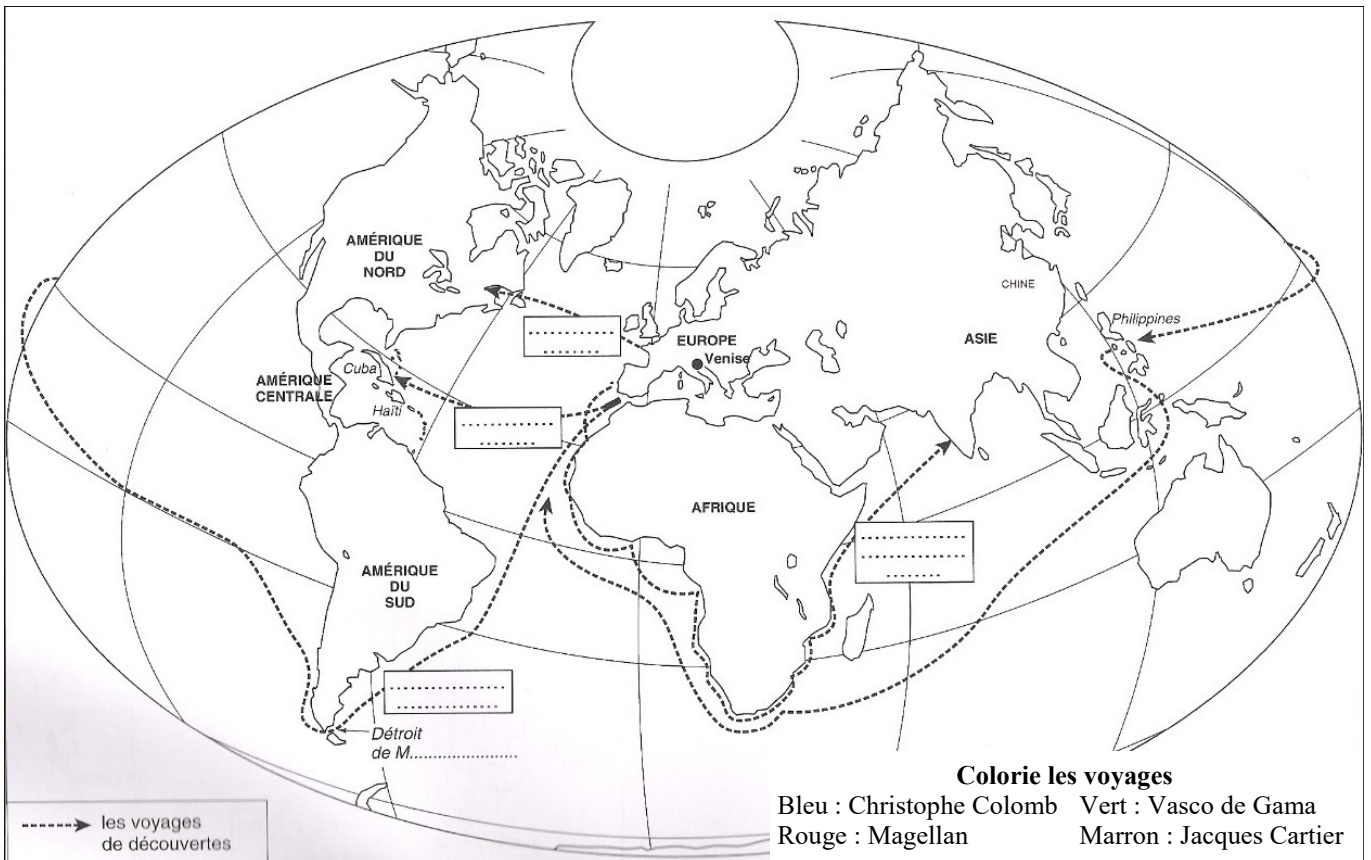 AMÉRIQUE
DU
NORD
CHINE
Philippines
ASIE
EUROPE
Venise
Cuba
AMÉRIQUE
CENTRALE
Haïti
AFRIQUE
AMÉRIQUE
DU
SUD
Détroit
de M.......................
Colorie les voyages
Bleu : Christophe Colomb Vert : Vasco de Gama
Rouge : Magellan Marron : Jacques Cartier
les voyages
de découvertes